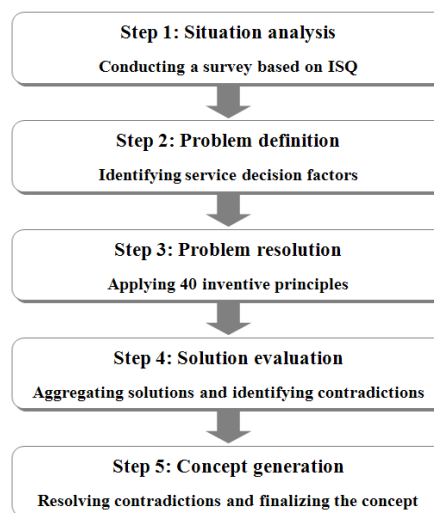 Step 1: Situation analysis
Conducting a survey based on ISQ
Step 2: Problem definition
Identifying service decision factors
Step 3: Problem resolution
Applying 40 inventive principles
Step 4: Solution evaluation
Aggregating solutions and identifying contradictions
Step 5: Concept generation
Resolving contradictions and finalizing the concept